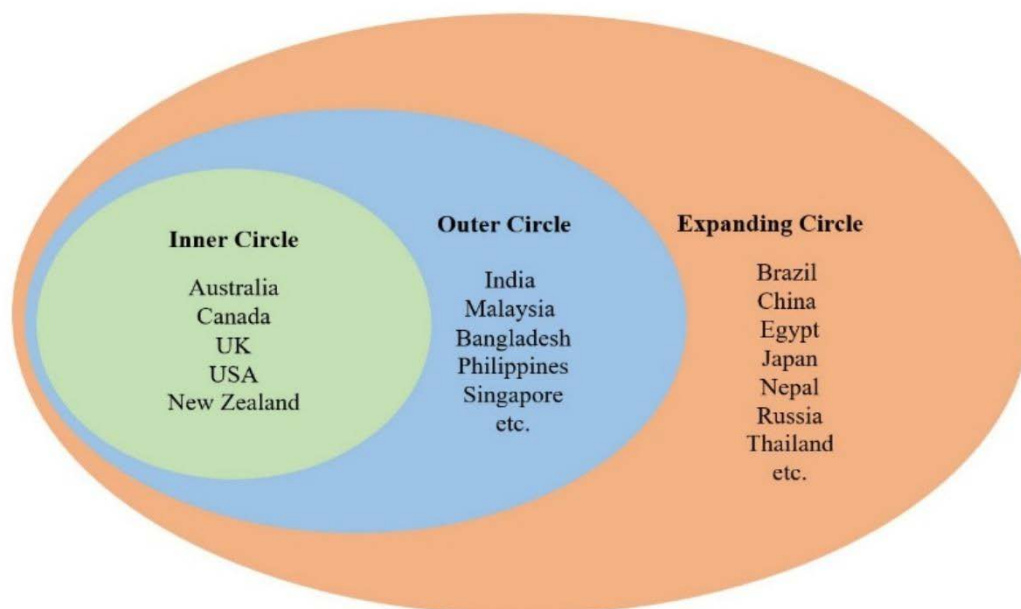 Inner Circle
Australia
Canada
UK
USA
New Zealand
Outer Circle
India
Malaysia
Bangladesh
Philippines
Singapore
etc.
Expanding Circle
Brazil
China
Egypt
Japan
Nepal
Russia
Thailand
etc.